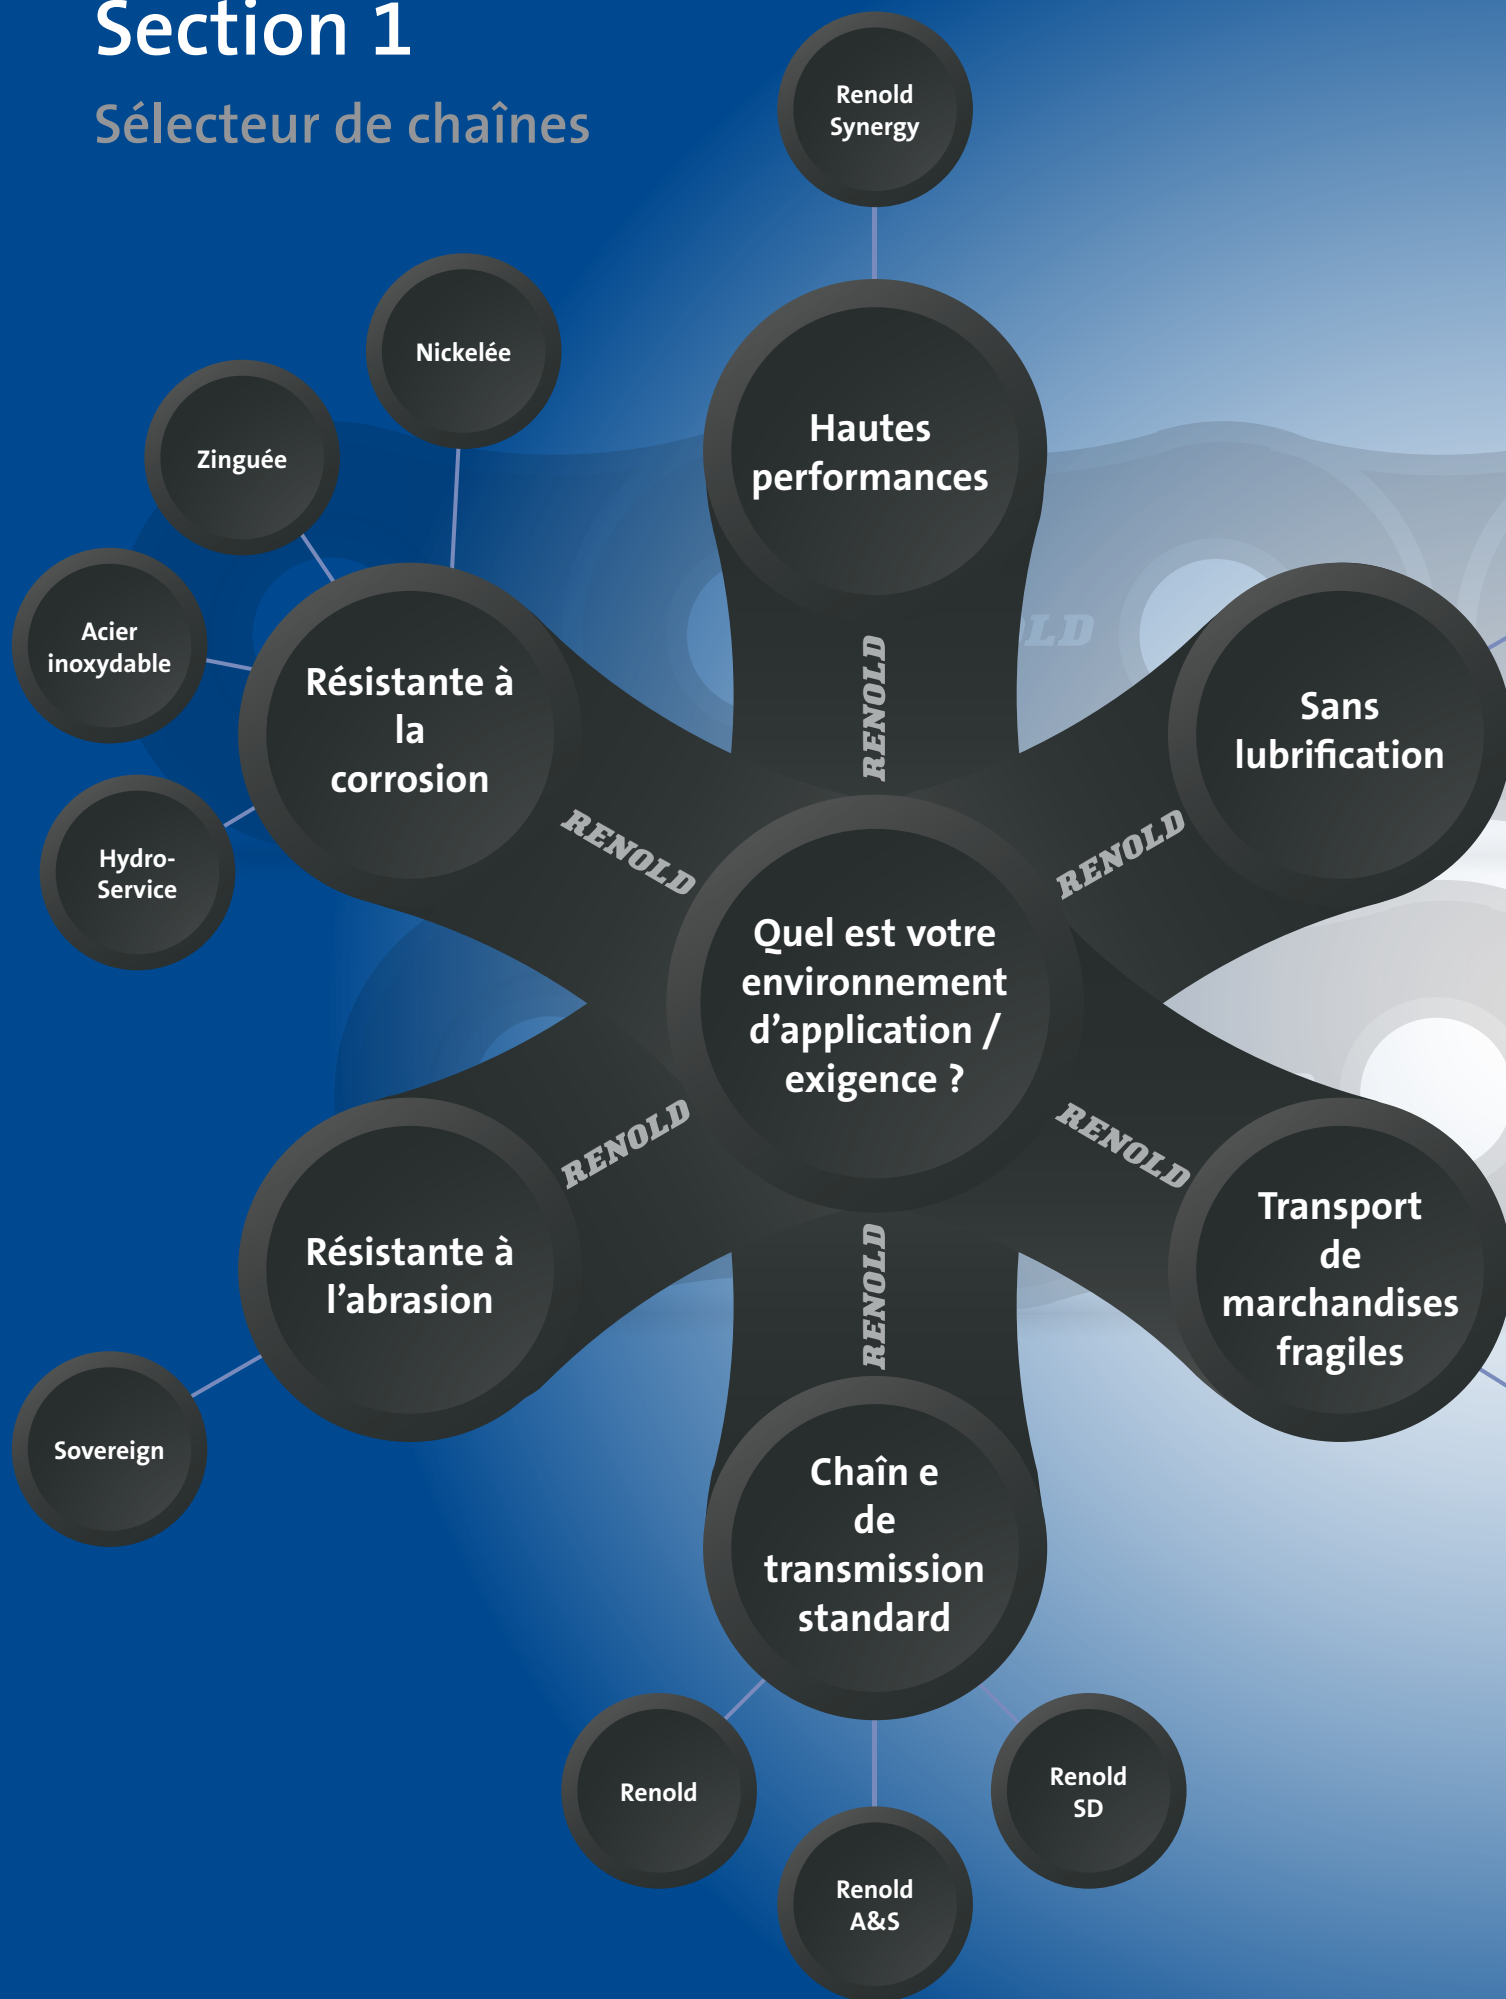 Section 1
Sélecteur de chaînes
Renold
Synergy
Nickelée
Zinguée
Acier
inoxydable
Hydro-
Service
Résistante à
la
corrosion
Hautes
performances
Sans
lubrification
RENOLD
LD
RENOLD
RENOLD
Quel est votre
environnement
d’application /
exigence ?
RENOLD
RENOLD
RENOLD
Résistante à
l’abrasion
Transport
de
marchandises
fragiles
Sovereign
Chaîn e
de
transmission
standard
Renold
Renold
A&S
Renold
SD